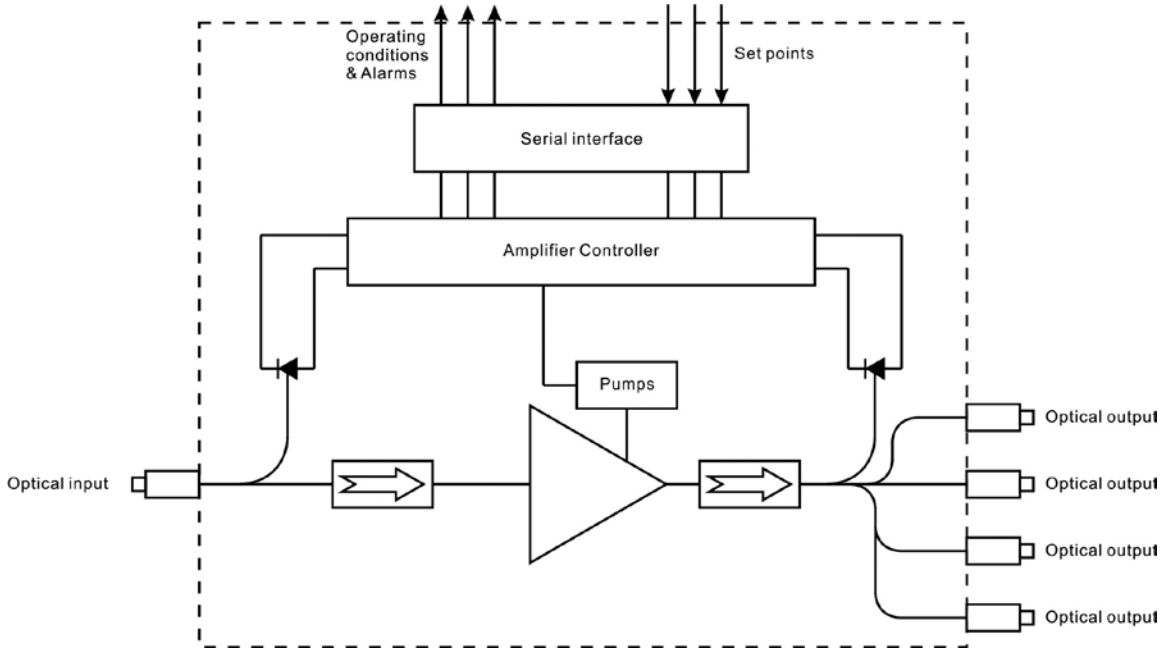 Operating
conditions
& Alarms
Set points
Serial interface
Amplifier Controller
Pumps
Optical output
Optical input
Optical output
Optical output
Optical output